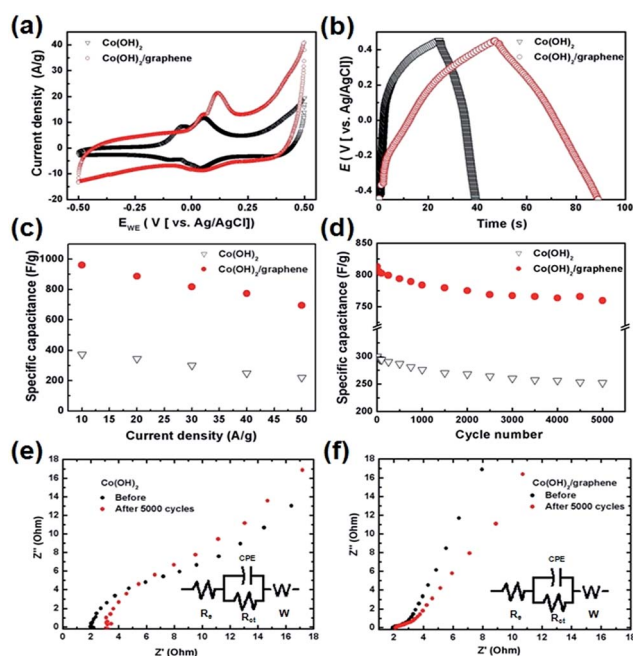 (a)
Co(OH)2
Co(OH)2/graphene
Current density (A/g)
40
30
20
10
0
-10
-20
-0.50 -0.25 0.00 0.25 0.50
EWE ( V [ vs. Ag/AgCl])
(b)
Co(OH)2
Co(OH)2/graphene
E ( V [ vs. Ag/AgCl]
0.4
0.2
0.0
-0.2
-0.4
0 20 40 60 80 100
Time (s)
(c)
Co(OH)2
Co(OH)2/graphene
Specific capacitance (F/g)
1000
800
600
400
200
0
10 20 30 40 50
Current density (A/g)
(d)
Co(OH)2
Co(OH)2/graphene
Specific capacitance (F/g)
850
800
750
300
250
200
0 1000 2000 3000 4000 5000
Cycle number
(e)
Co(OH)2
Before
After 5000 cycles
Z'' (Ohm)
18
16
14
12
10
8
6
4
2
0
CPE
Rs Rct W
0 2 4 6 8 10 12 14 16 18
Z' (Ohm)
(f)
Co(OH)2/graphene
Before
After 5000 cycles
Z'' (Ohm)
18
16
14
12
10
8
6
4
2
0
CPE
Rs Rct W
0 2 4 6 8 10 12 14 16 18
Z' (Ohm)